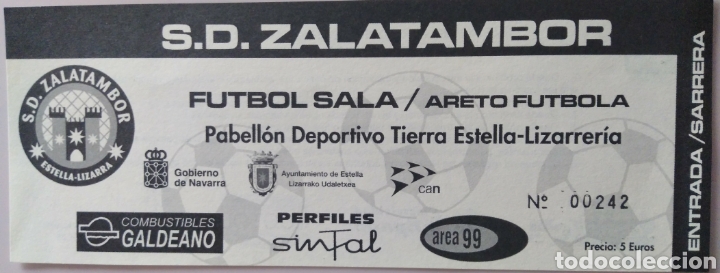 S.D. ZALATAMBOR
S.D. ZALATAMBOR
ESTELLA-LIZARRA
FUTBOL SALA / ARETO FUTBOLA
Pabellón Deportivo Tierra Estella-Lizarrería
Gobierno
de Navarra
Ayuntamiento de Estella
Lizarrako Udaletxea
can
Nº 00242
COMBUSTIBLES
GALDEANO
PERFILES
sinfal
area 99
Precio: 5 Euros
ENTRADA/SARRERA
todocoleccion